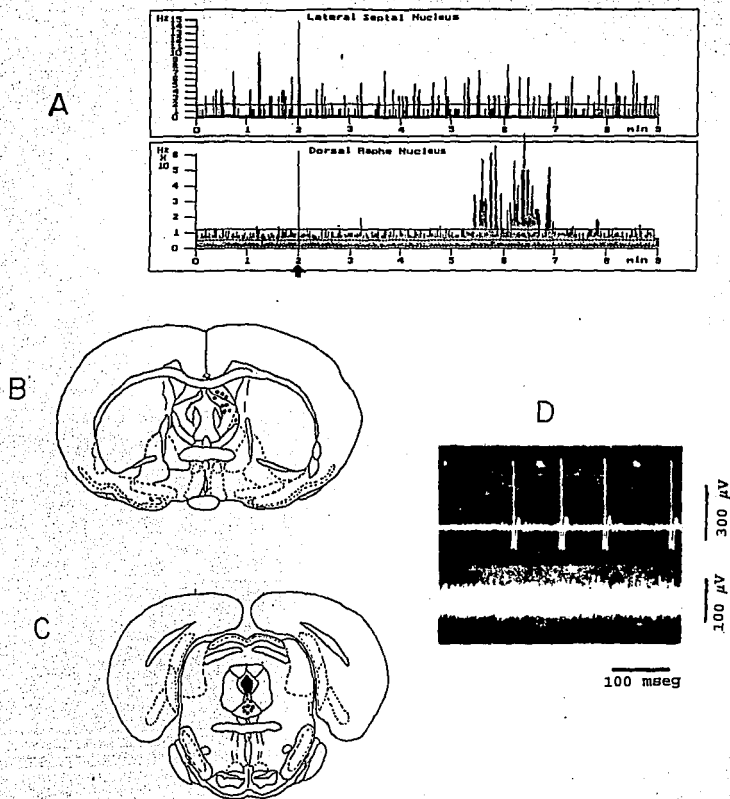 A
Hz
Lateral Septal Nucleus
0 1 2 3 4 5 6 7 8 min 9
Hz
X
10
Dorsal Raphe Nucleus
6
5
4
3
2
1
0
0 1 2 3 4 5 6 7 8 min 9
B
C
D
300 μV
100 μV
100 mseg